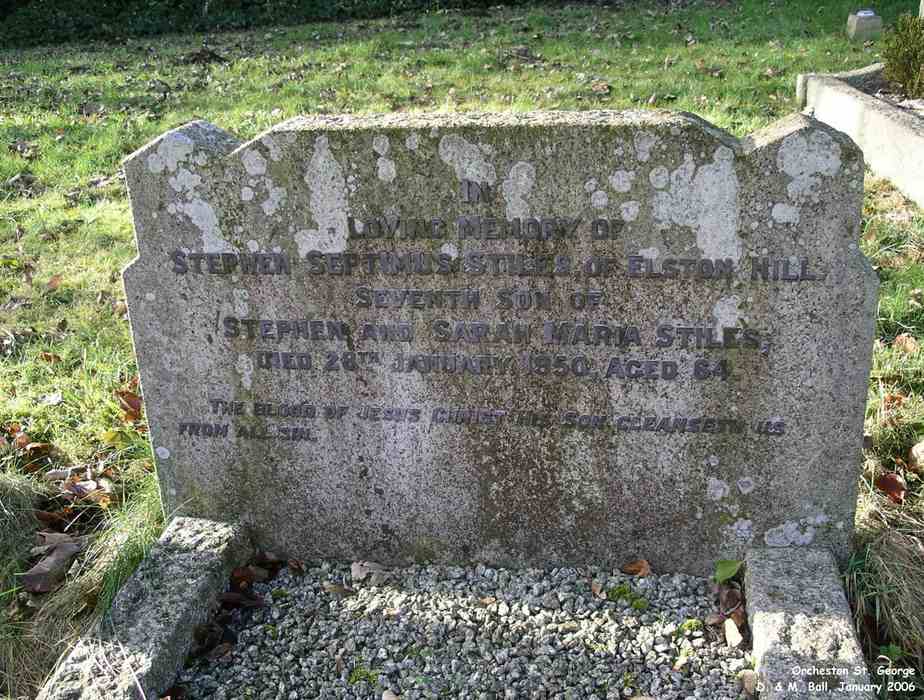 IN
LOVING MEMORY OF
STEPHEN SEPTIMUS STILES OF ELSTON HILL.
SEVENTH SON OF
STEPHEN AND SARAH MARIA STILES,
DIED 28TH JANUARY 1950, AGED 64.
THE BLOOD OF JESUS CHRIST HIS SON CLEANSETH US
FROM ALL SIN.
Orcheston St. George
D. & M. Ball, January 2006